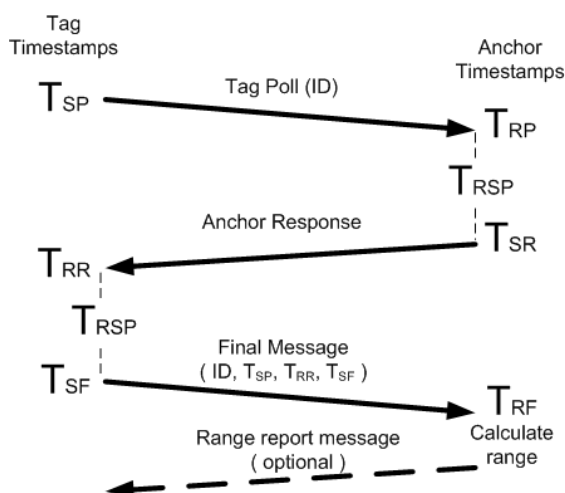 Tag
Timestamps
Anchor
Timestamps
TSP
Tag Poll (ID)
TRP
TRSP
Anchor Response
TSR
TRR
TRSP
Final Message
( ID, TSP, TRR, TSF )
TSF
TRF
Calculate
range
Range report message
( optional )